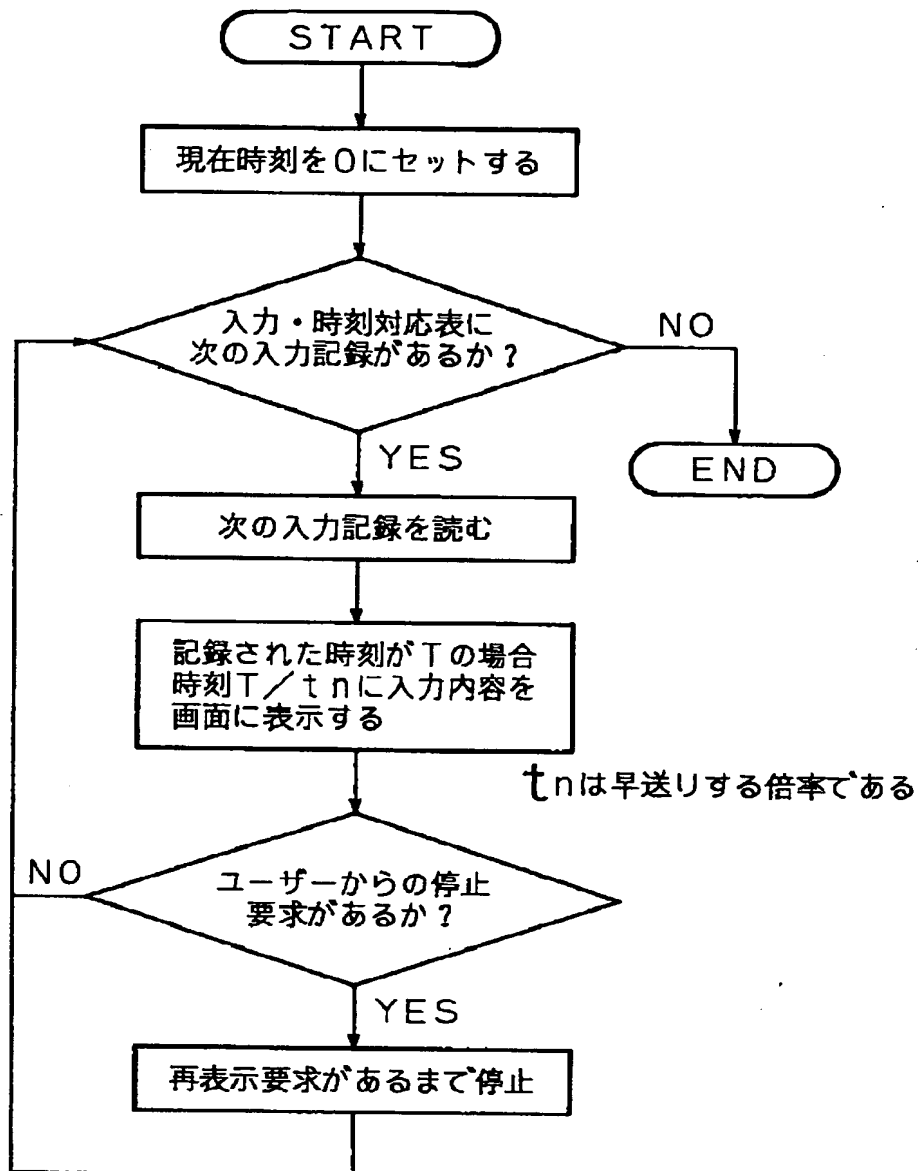 START
現在時刻を0にセットする
入力・時刻対応表に
次の入力記録があるか?
NO
YES
END
次の入力記録を読む
記録された時刻がTの場合
時刻T/tnに入力内容を
画面に表示する
tnは早送りする倍率である
NO
ユーザーからの停止
要求があるか?
YES
再表示要求があるまで停止